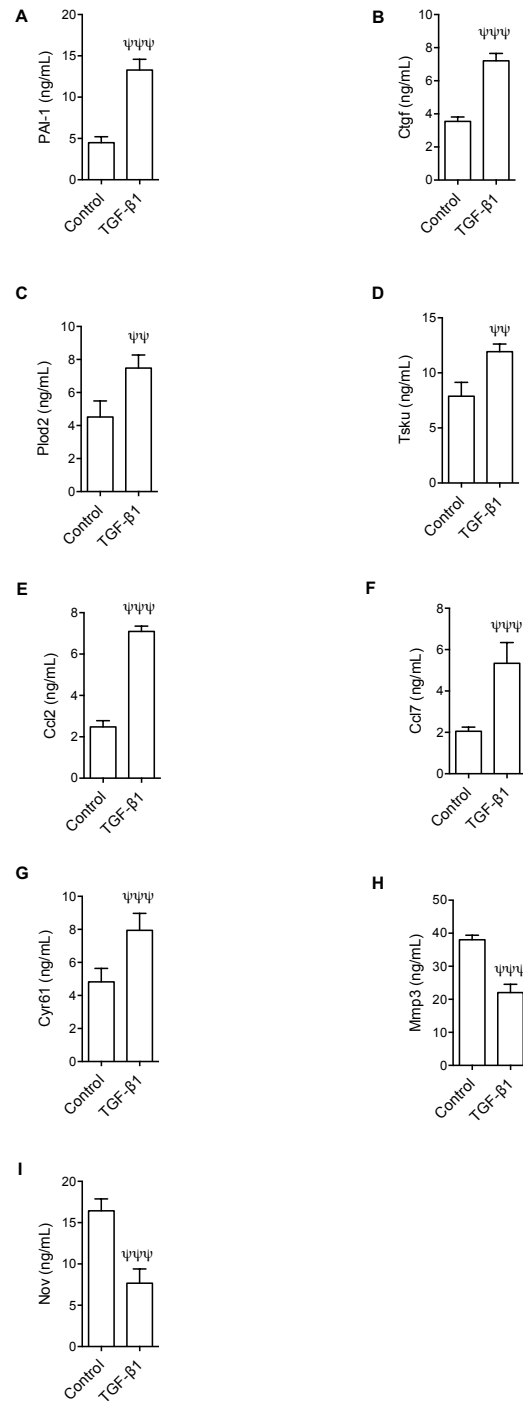 A
PAI-1 (ng/mL)
15
10
5
0
ψψψ
Control
TGF-β1
B
Ctgf (ng/mL)
10
8
6
4
2
0
ψψψ
Control
TGF-β1
C
Plod2 (ng/mL)
10
8
6
4
2
0
ψψ
Control
TGF-β1
D
Tsku (ng/mL)
15
10
5
0
ψψ
Control
TGF-β1
E
Ccl2 (ng/mL)
8
6
4
2
0
ψψψ
Control
TGF-β1
F
Ccl7 (ng/mL)
8
6
4
2
0
ψψψ
Control
TGF-β1
G
Cyr61 (ng/mL)
10
8
6
4
2
0
ψψψ
Control
TGF-β1
H
Mmp3 (ng/mL)
50
40
30
20
10
0
ψψψ
Control
TGF-β1
I
Nov (ng/mL)
20
15
10
5
0
ψψψ
Control
TGF-β1